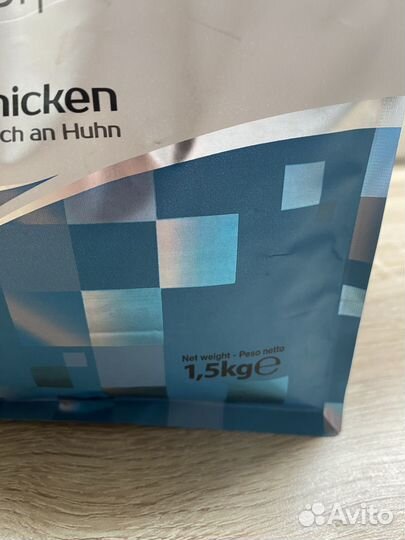 hicken
ch an Huhn
Net weight - Peso netto
1,5kg℮
Avito